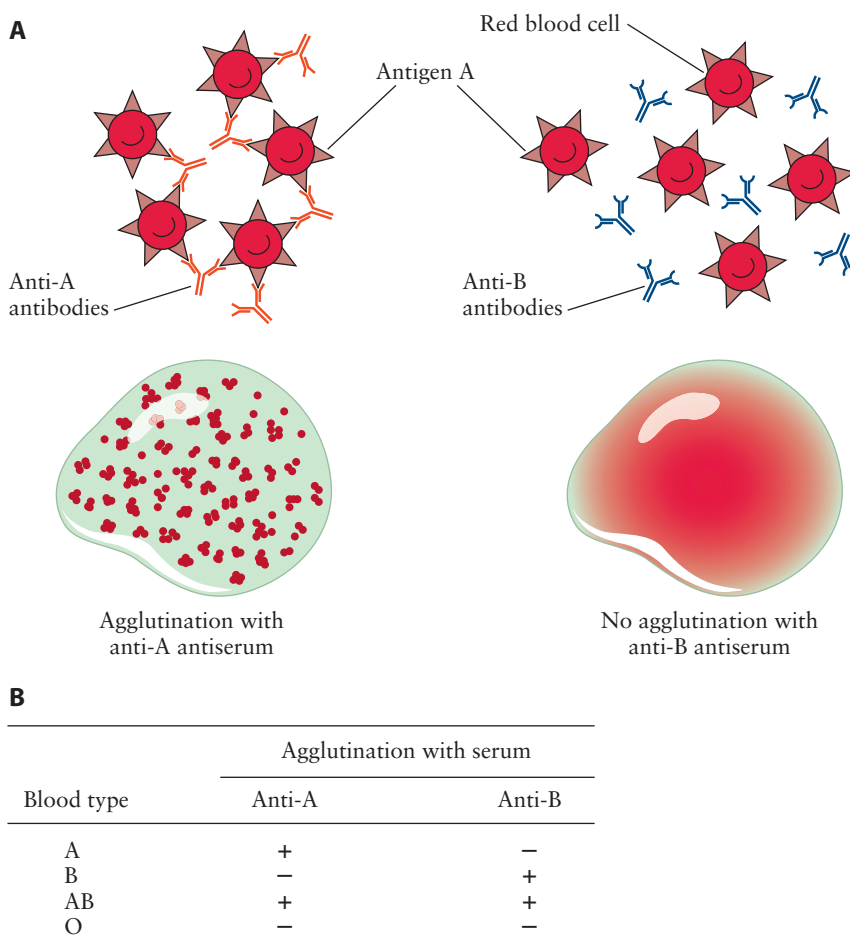 A
Red blood cell
Antigen A
Anti-A
antibodies
Anti-B
antibodies
Agglutination with
anti-A antiserum
No agglutination with
anti-B antiserum
B
Agglutination with serum
Blood type Anti-A Anti-B
A + −
B − +
AB + +
O − −